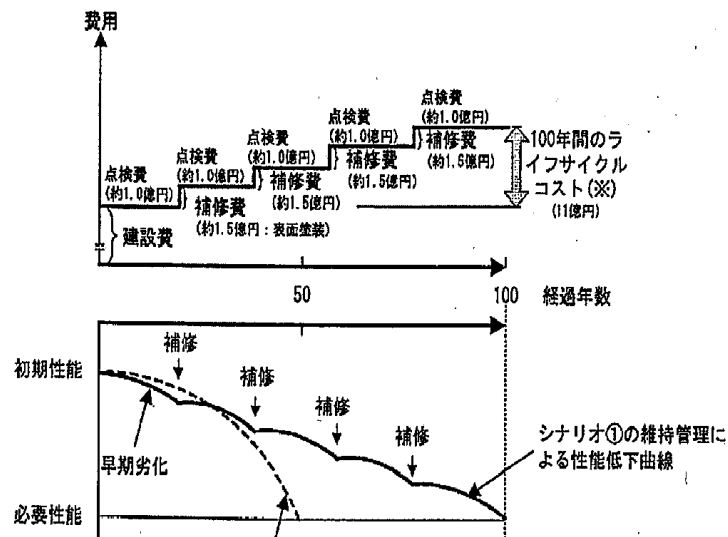 費用
点検費
(約1.0億円)
点検費
(約1.0億円)
点検費
(約1.0億円)
点検費
(約1.0億円)
点検費
(約1.0億円)
補修費
(約1.5億円:表面塗装)
補修費
(約1.5億円)
補修費
(約1.5億円)
補修費
(約1.5億円)
100年間のラ
イフサイクル
コスト(※)
(11億円)
建設費
50
100
経過年数
初期性能
補修
補修
補修
補修
早期劣化
シナリオ①の維持管理に
よる性能低下曲線
必要性能